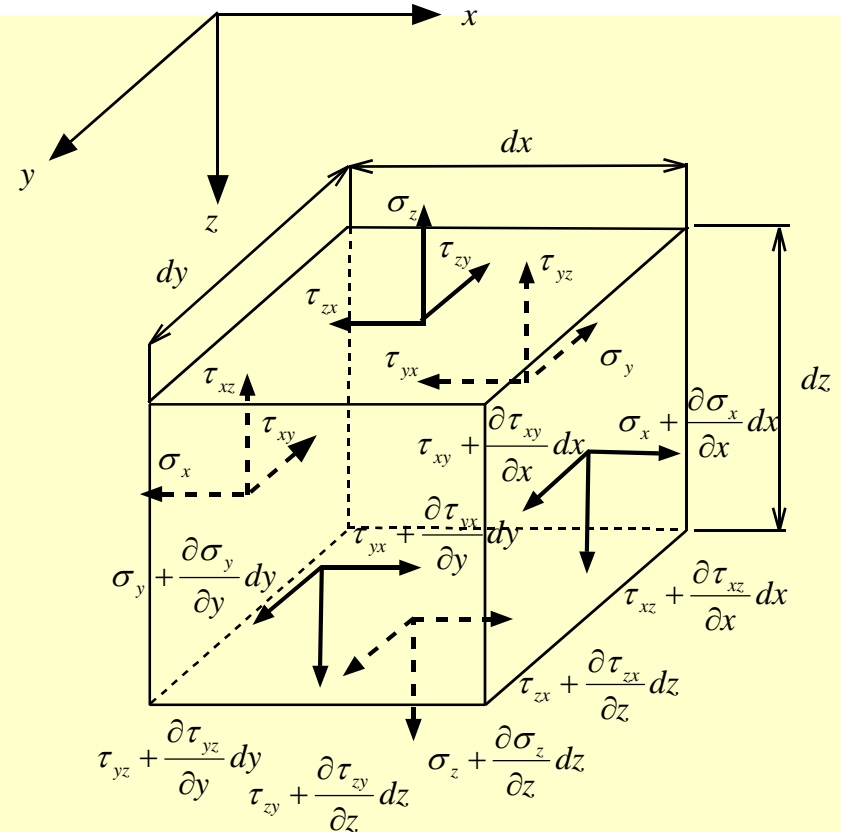 x
y
z
dx
dy
dz
σ_z
τ_zy
τ_zx
τ_yz
τ_yx
σ_y
τ_xz
τ_xy
σ_x
τ_xy + ∂τ_xy/∂x dx
σ_x + ∂σ_x/∂x dx
τ_yx + ∂τ_yx/∂y dy
σ_y + ∂σ_y/∂y dy
τ_xz + ∂τ_xz/∂x dx
τ_zx + ∂τ_zx/∂z dz
τ_yz + ∂τ_yz/∂y dy
τ_zy + ∂τ_zy/∂z dz
σ_z + ∂σ_z/∂z dz